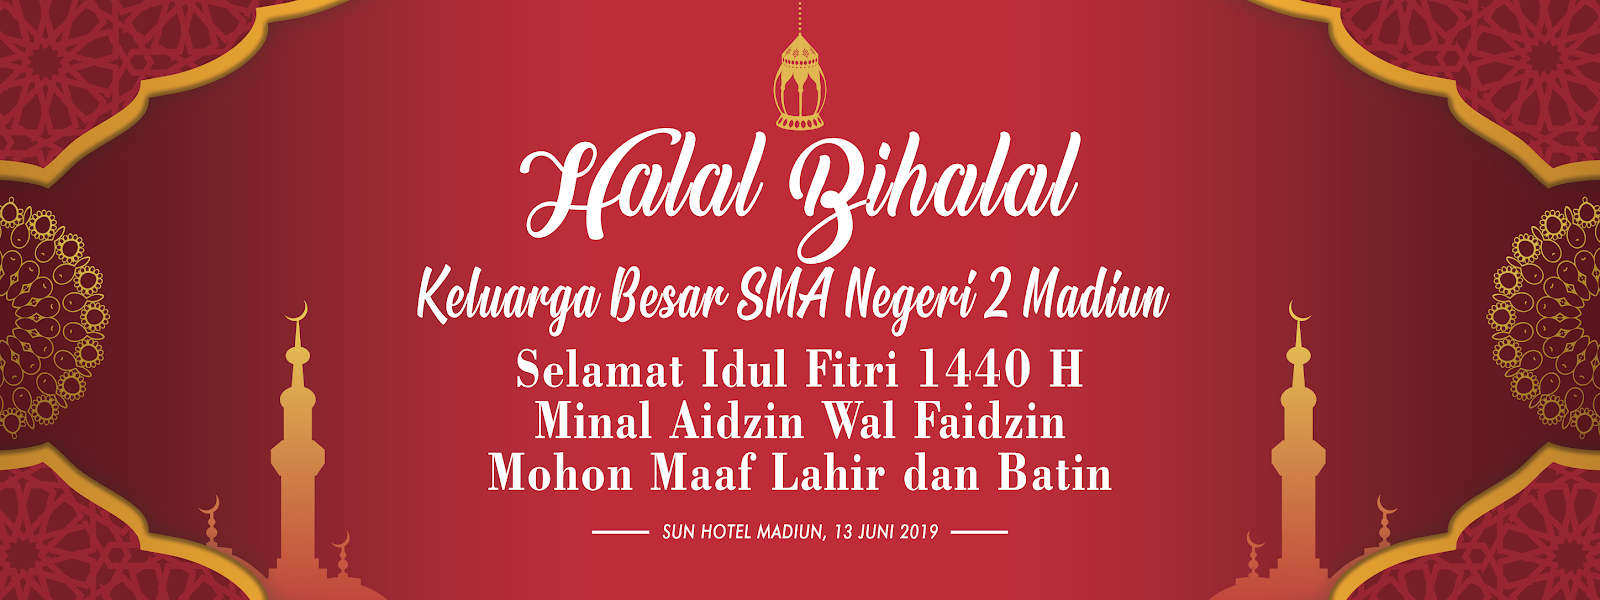 Halal Bihalal
Keluarga Besar SMA Negeri 2 Madiun
Selamat Idul Fitri 1440 H
Minal Aidzin Wal Faidzin
Mohon Maaf Lahir dan Batin
SUN HOTEL MADIUN, 13 JUNI 2019